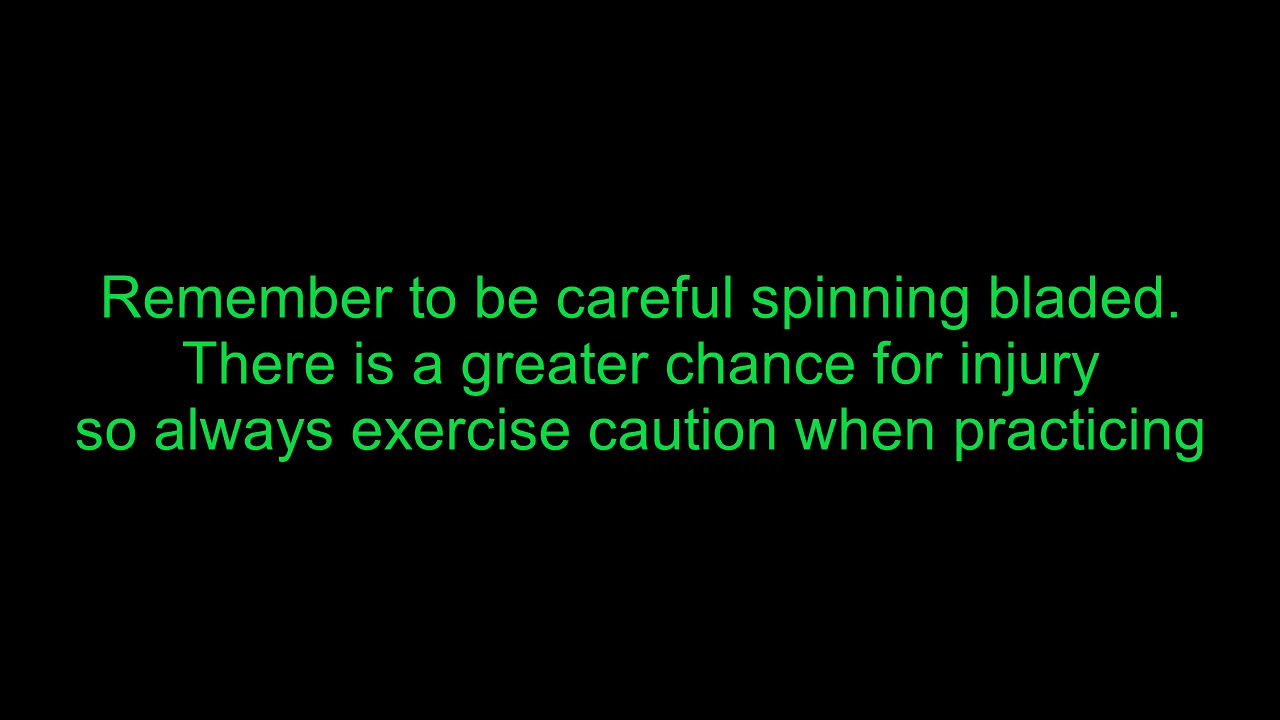 Remember to be careful spinning bladed.
There is a greater chance for injury
so always exercise caution when practicing